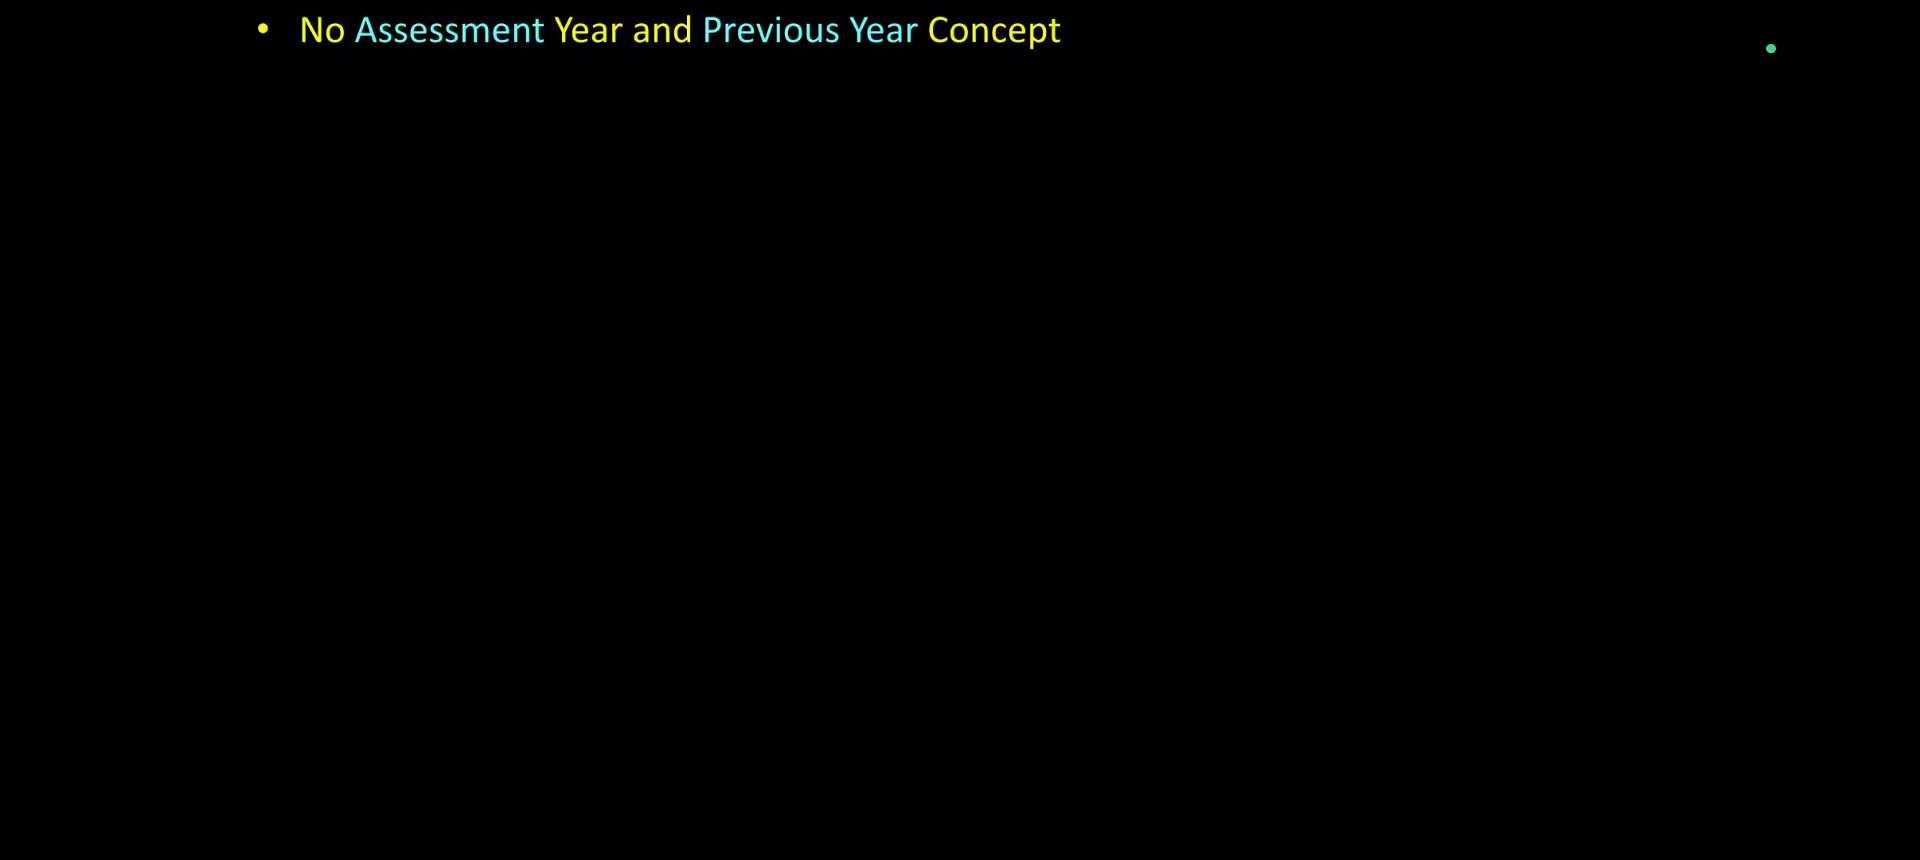 • No Assessment Year and Previous Year Concept